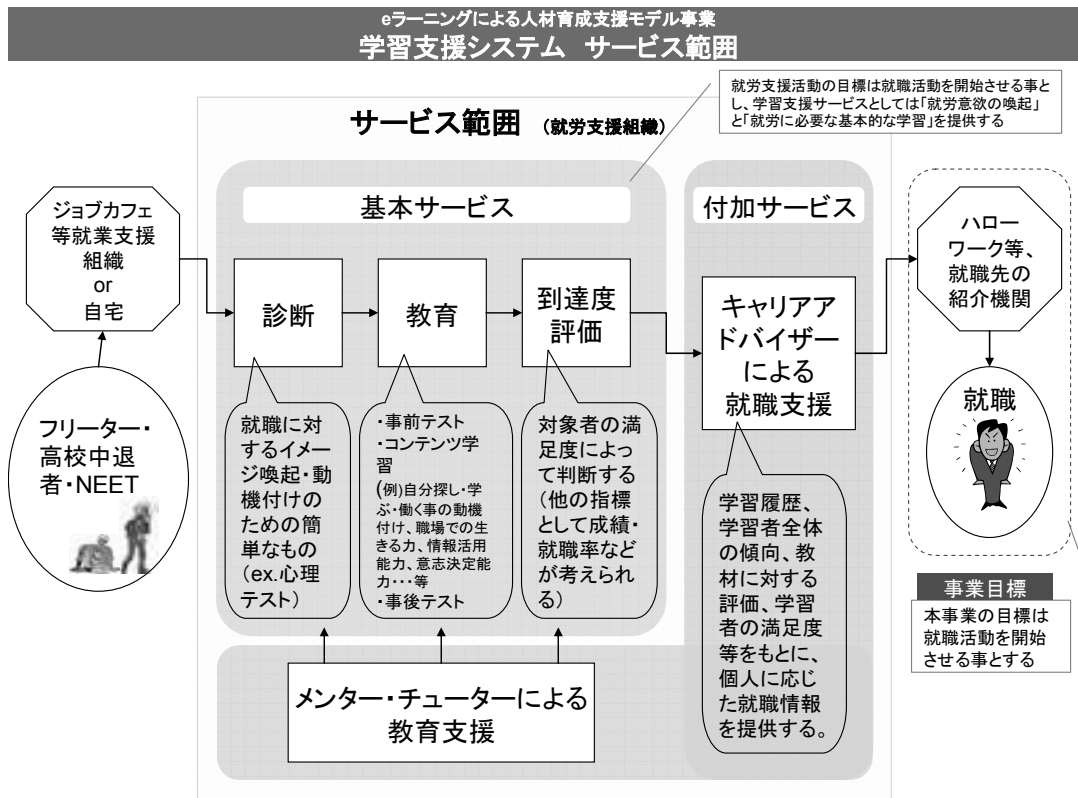 eラーニングによる人材育成支援モデル事業
学習支援システム　サービス範囲
就労支援活動の目標は就職活動を開始させる事と
し、学習支援サービスとしては「就労意欲の喚起」
と「就労に必要な基本的な学習」を提供する
サービス範囲 (就労支援組織)
基本サービス
付加サービス
ジョブカフェ
等就業支援
組織
or
自宅
診断
教育
到達度
評価
キャリアア
ドバイザー
による
就職支援
ハロー
ワーク等、
就職先の
紹介機関
フリーター・
高校中退
者・NEET
就職に対
するイメー
ジ喚起・動
機付けの
ための簡
単なもの
(ex.心理
テスト)
・事前テスト
・コンテンツ学
習
(例)自分探し・学
ぶ・働く事の動機
付け、職場での生
きる力、情報活用
能力、意志決定能
力・・・等
・事後テスト
対象者の満
足度によっ
て判断する
(他の指標
として成績・
就職率など
が考えられ
る)
学習履歴、
学習者全体
の傾向、教
材に対する
評価、学習
者の満足度
等をもとに、
個人に応じ
た就職情報
を提供する。
就職
事業目標
本事業の目標は
就職活動を開始
させる事とする
メンター・チューターによる
教育支援